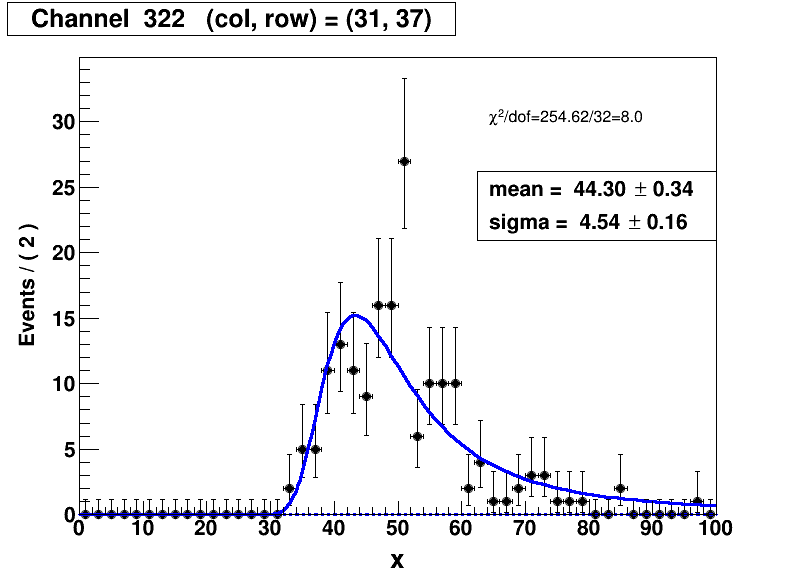 Channel  322   (col, row) = (31, 37)
χ²/dof=254.62/32=8.0
mean =  44.30 ± 0.34
sigma =  4.54 ± 0.16
Events / ( 2 )
30
25
20
15
10
5
0
0 10 20 30 40 50 60 70 80 90 100
x